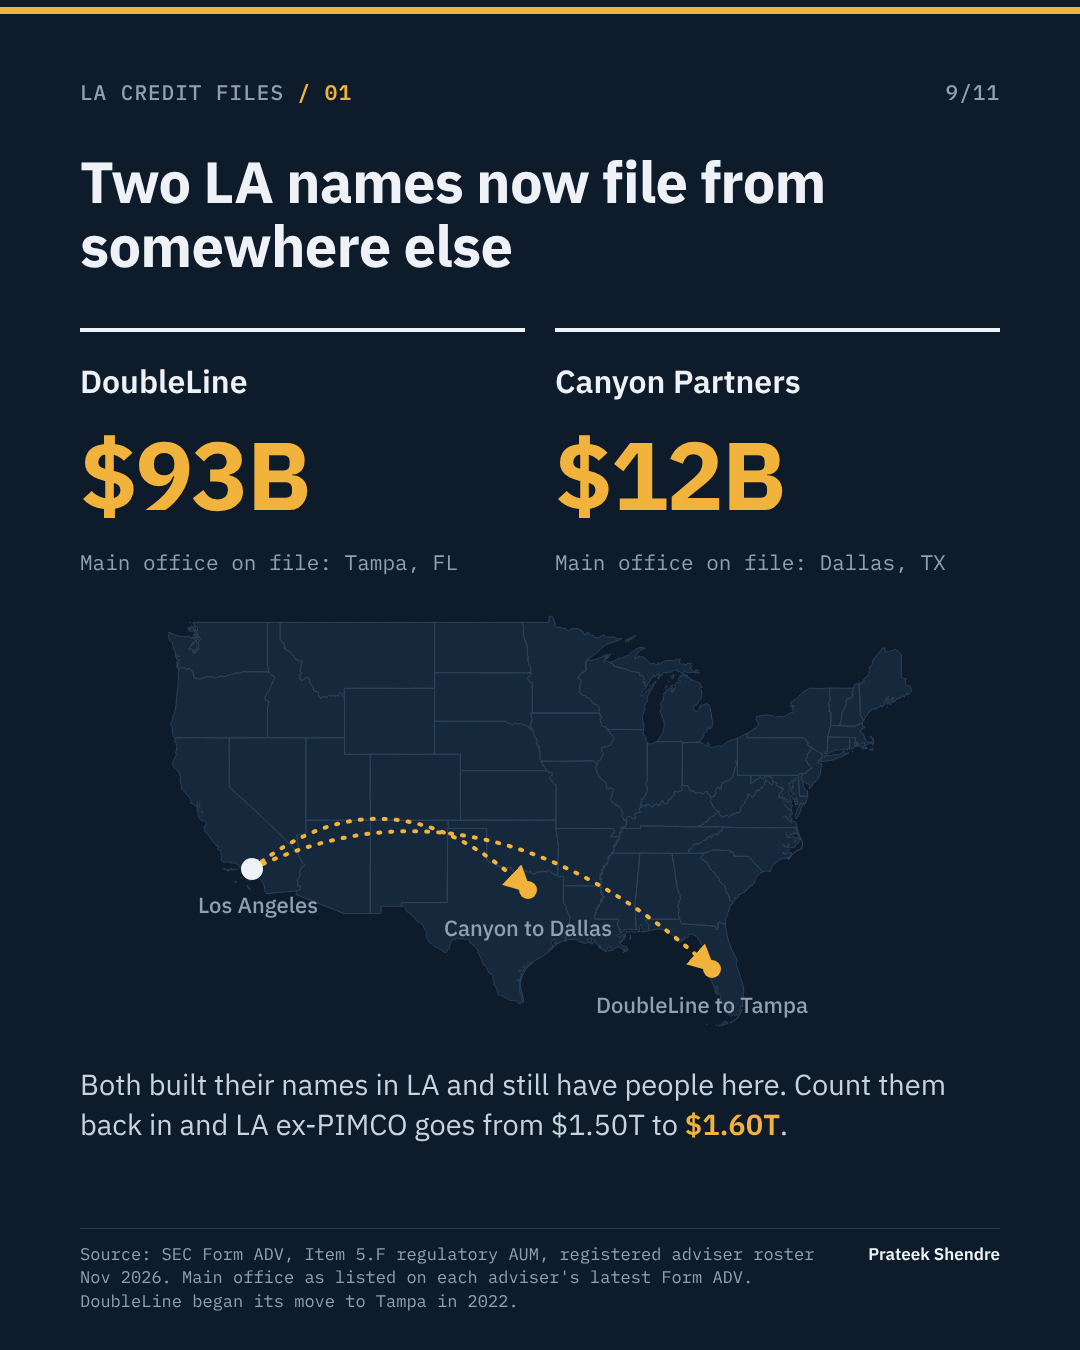 LA CREDIT FILES / 01
9/11
Two LA names now file from
somewhere else
DoubleLine
$93B
Main office on file: Tampa, FL
Canyon Partners
$12B
Main office on file: Dallas, TX
Los Angeles
Canyon to Dallas
DoubleLine to Tampa
Both built their names in LA and still have people here. Count them
back in and LA ex-PIMCO goes from $1.50T to $1.60T.
Source: SEC Form ADV, Item 5.F regulatory AUM, registered adviser roster
Nov 2026. Main office as listed on each adviser's latest Form ADV.
DoubleLine began its move to Tampa in 2022.
Prateek Shendre